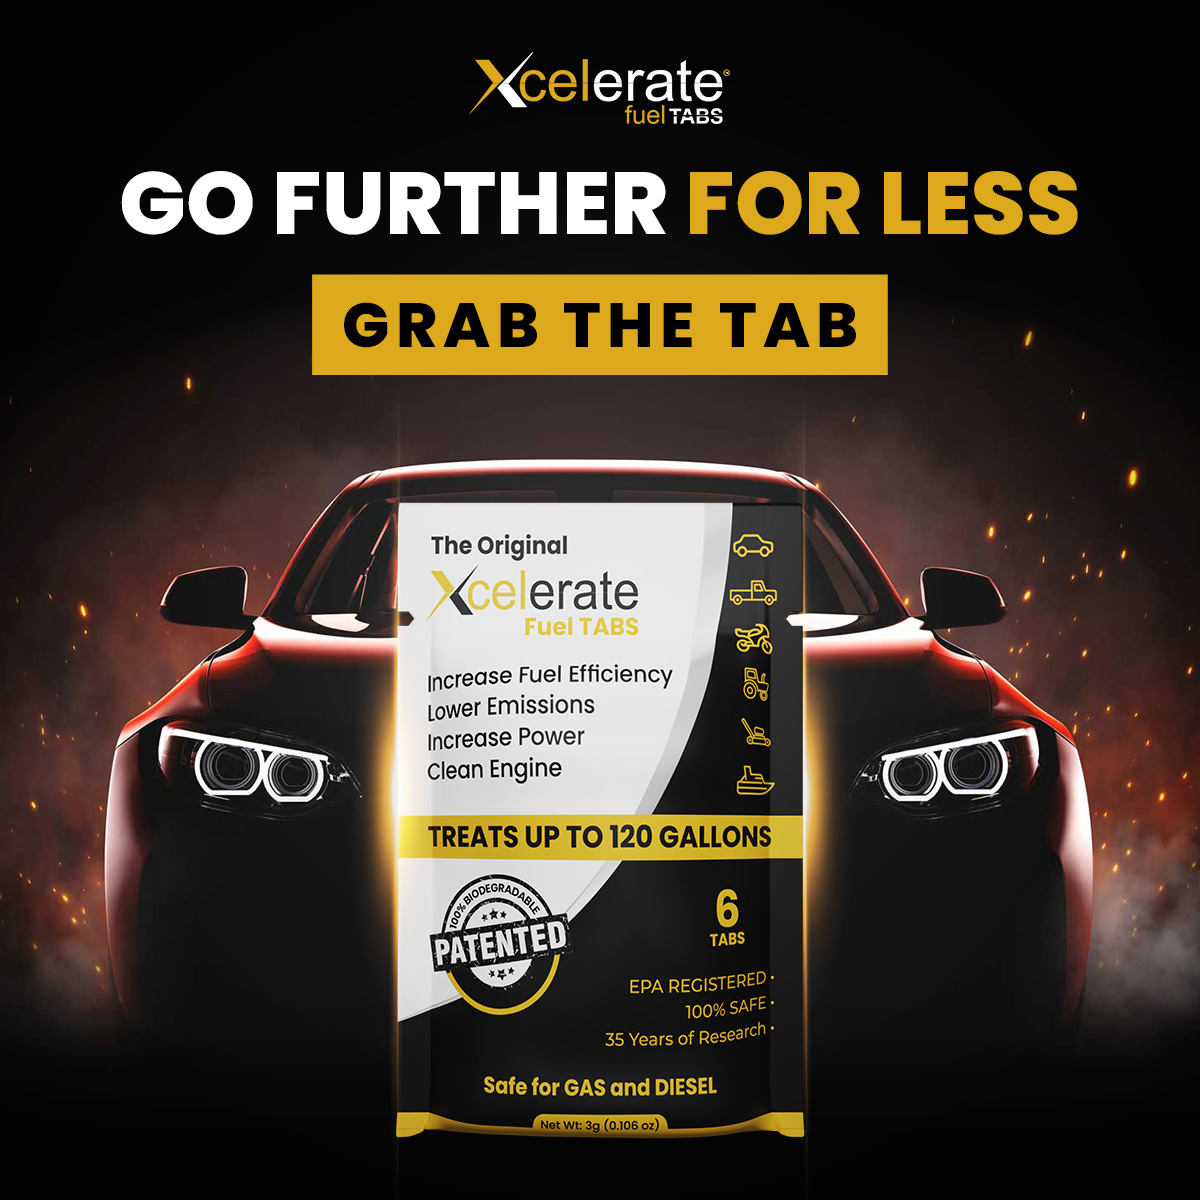 Xcelerate®
fuel TABS
GO FURTHER FOR LESS
GRAB THE TAB
The Original
Xcelerate
Fuel TABS
Increase Fuel Efficiency
Lower Emissions
Increase Power
Clean Engine
TREATS UP TO 120 GALLONS
100% BIODEGRADABLE
PATENTED
6
TABS
EPA REGISTERED •
100% SAFE •
35 Years of Research •
Safe for GAS and DIESEL
Net Wt: 3g (0.106 oz)